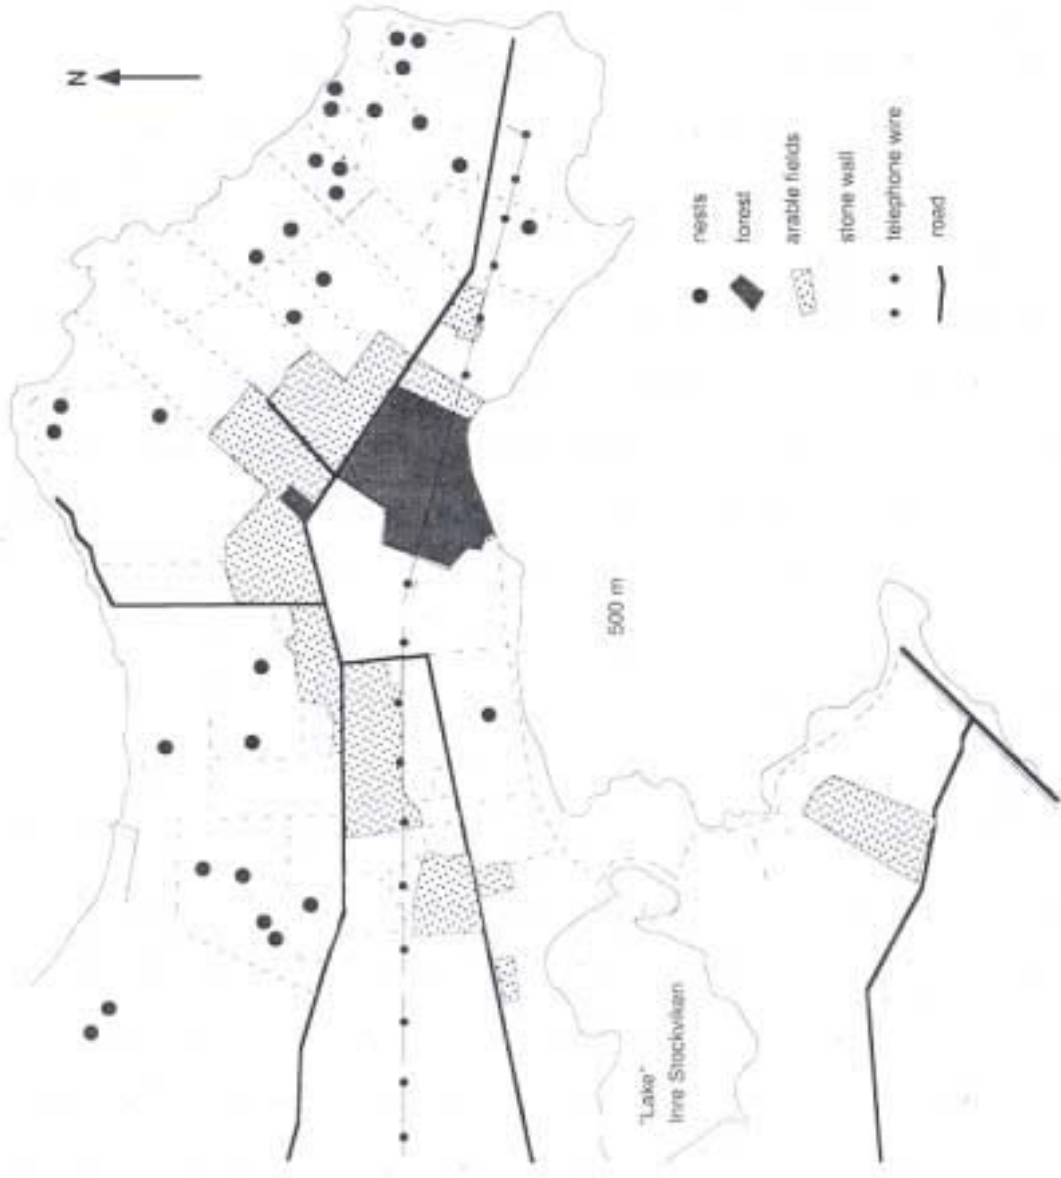 N
nests
forest
arable fields
stone wall
telephone wire
road
500 m
"Lake"
Inre Stockviken